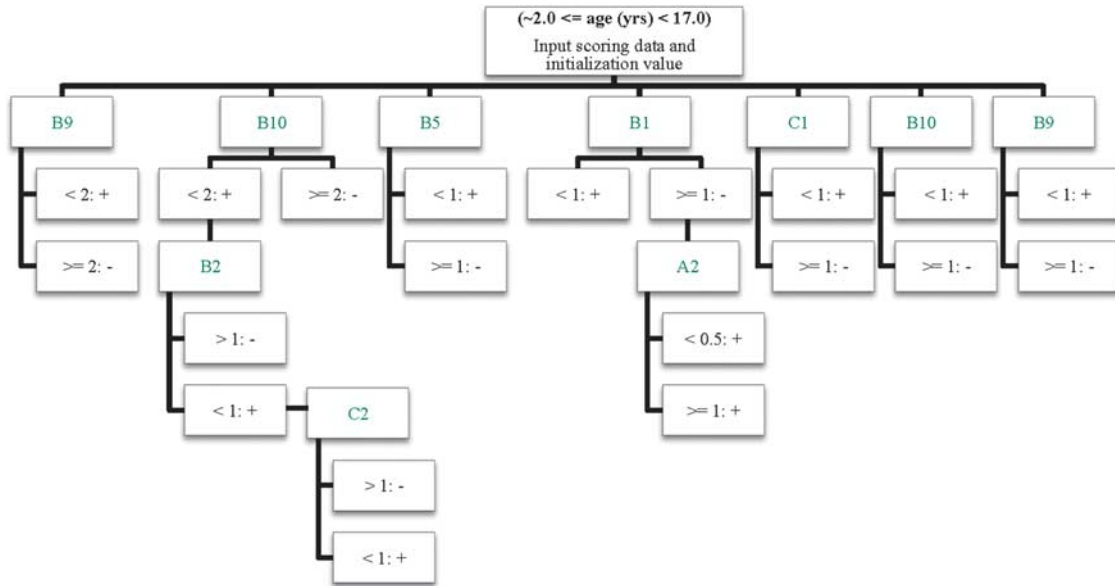 (~2.0 <= age (yrs) < 17.0)
Input scoring data and
initialization value
B9
B10
B5
B1
C1
B10
B9
< 2: +
< 2: +
>= 2: -
< 1: +
< 1: +
>= 1: -
< 1: +
< 1: +
< 1: +
>= 2: -
B2
>= 1: -
A2
>= 1: -
>= 1: -
>= 1: -
> 1: -
< 0.5: +
< 1: +
C2
>= 1: +
> 1: -
< 1: +